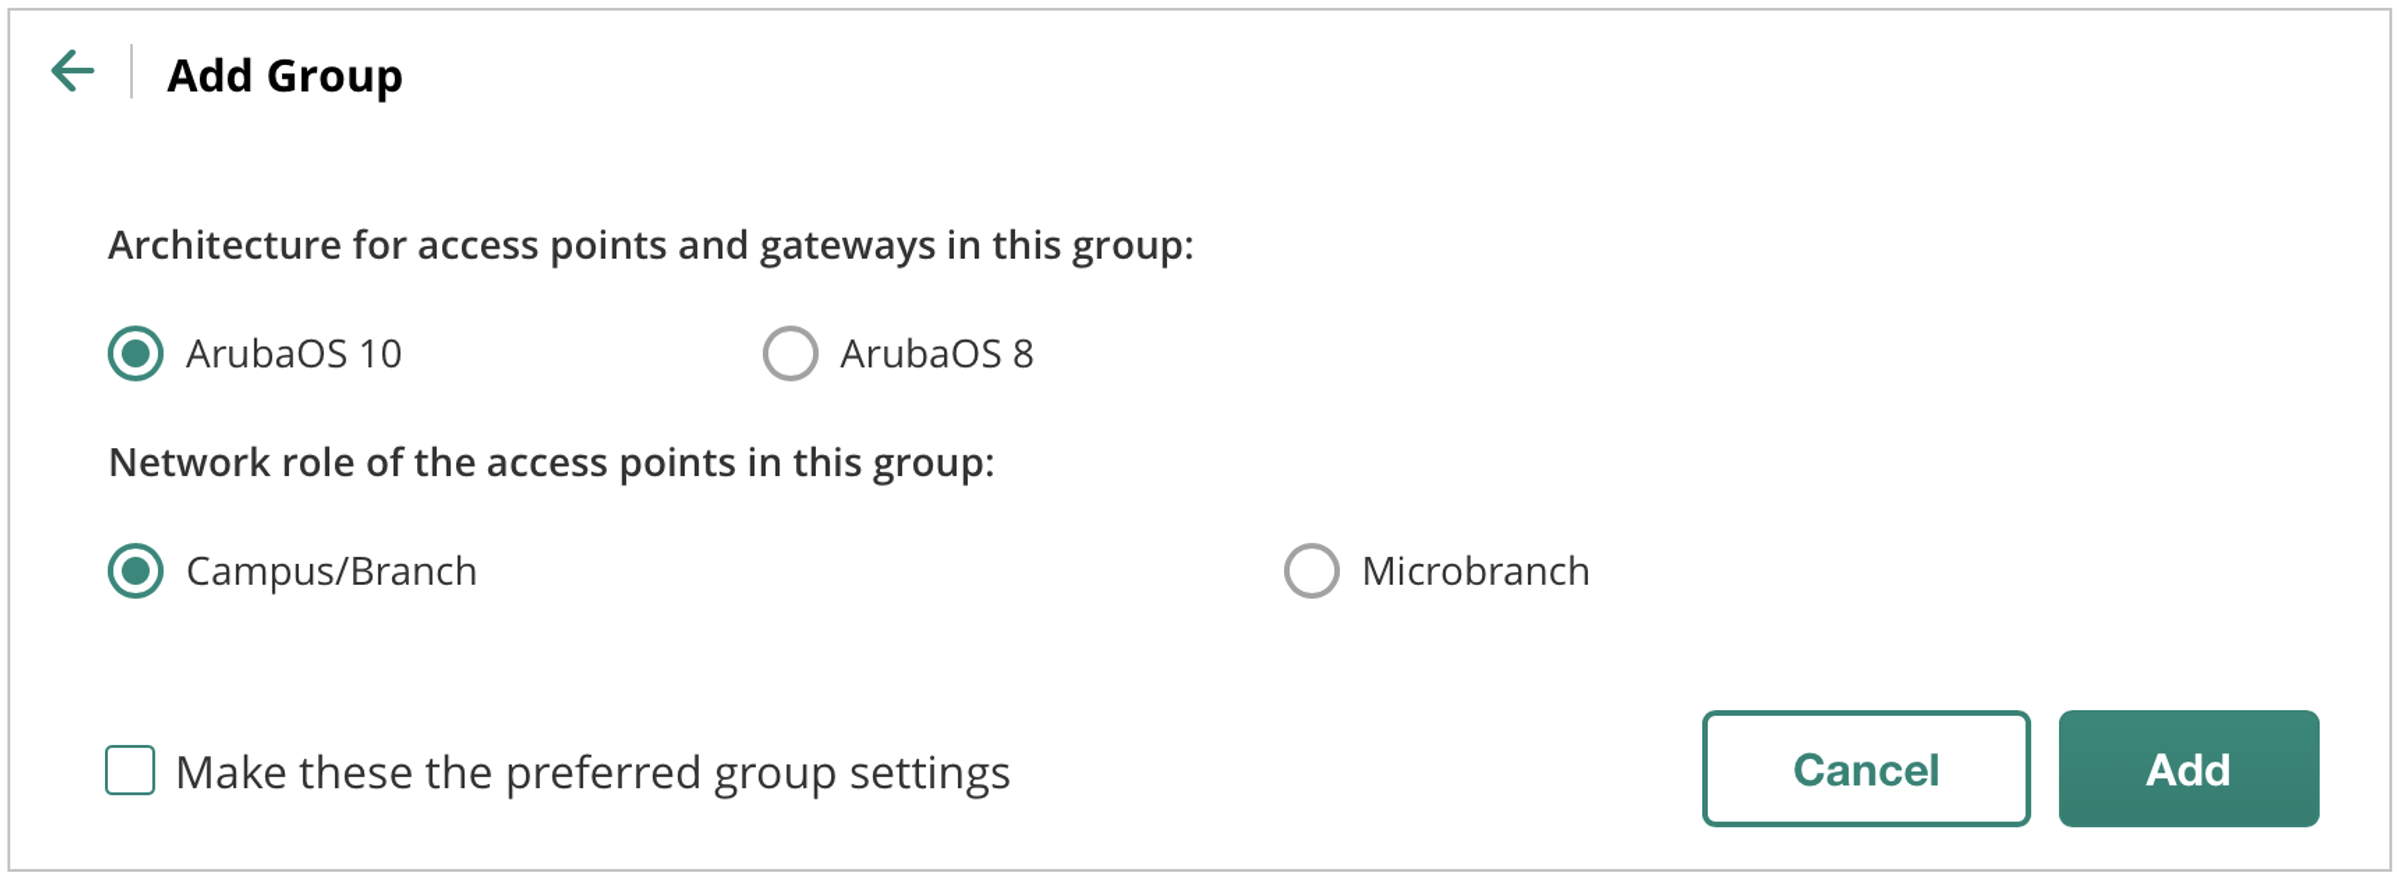 Add Group
Architecture for access points and gateways in this group:
ArubaOS 10 ArubaOS 8
Network role of the access points in this group:
Campus/Branch Microbranch
Make these the preferred group settings Cancel Add